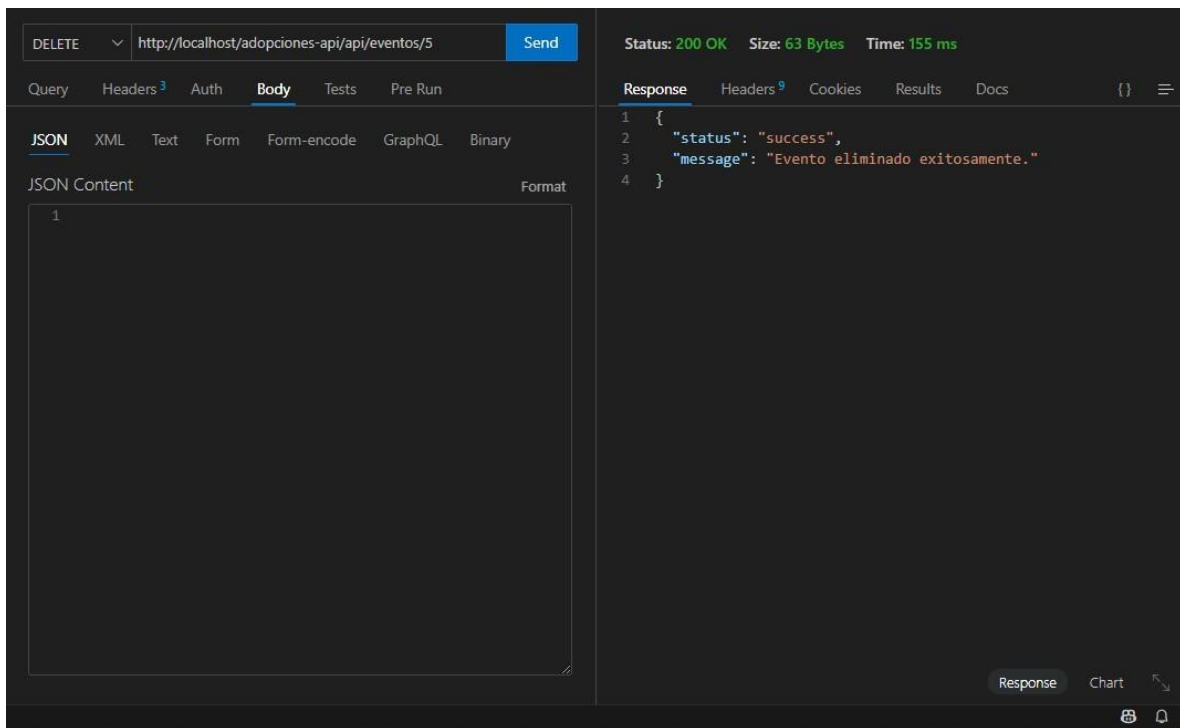 DELETE http://localhost/adopciones-api/api/eventos/5 Send
Query Headers 3 Auth Body Tests Pre Run
JSON XML Text Form Form-encode GraphQL Binary
JSON Content Format
1
Status: 200 OK Size: 63 Bytes Time: 155 ms
Response Headers 9 Cookies Results Docs {}
1 {
2 "status": "success",
3 "message": "Evento eliminado exitosamente."
4 }
Response Chart